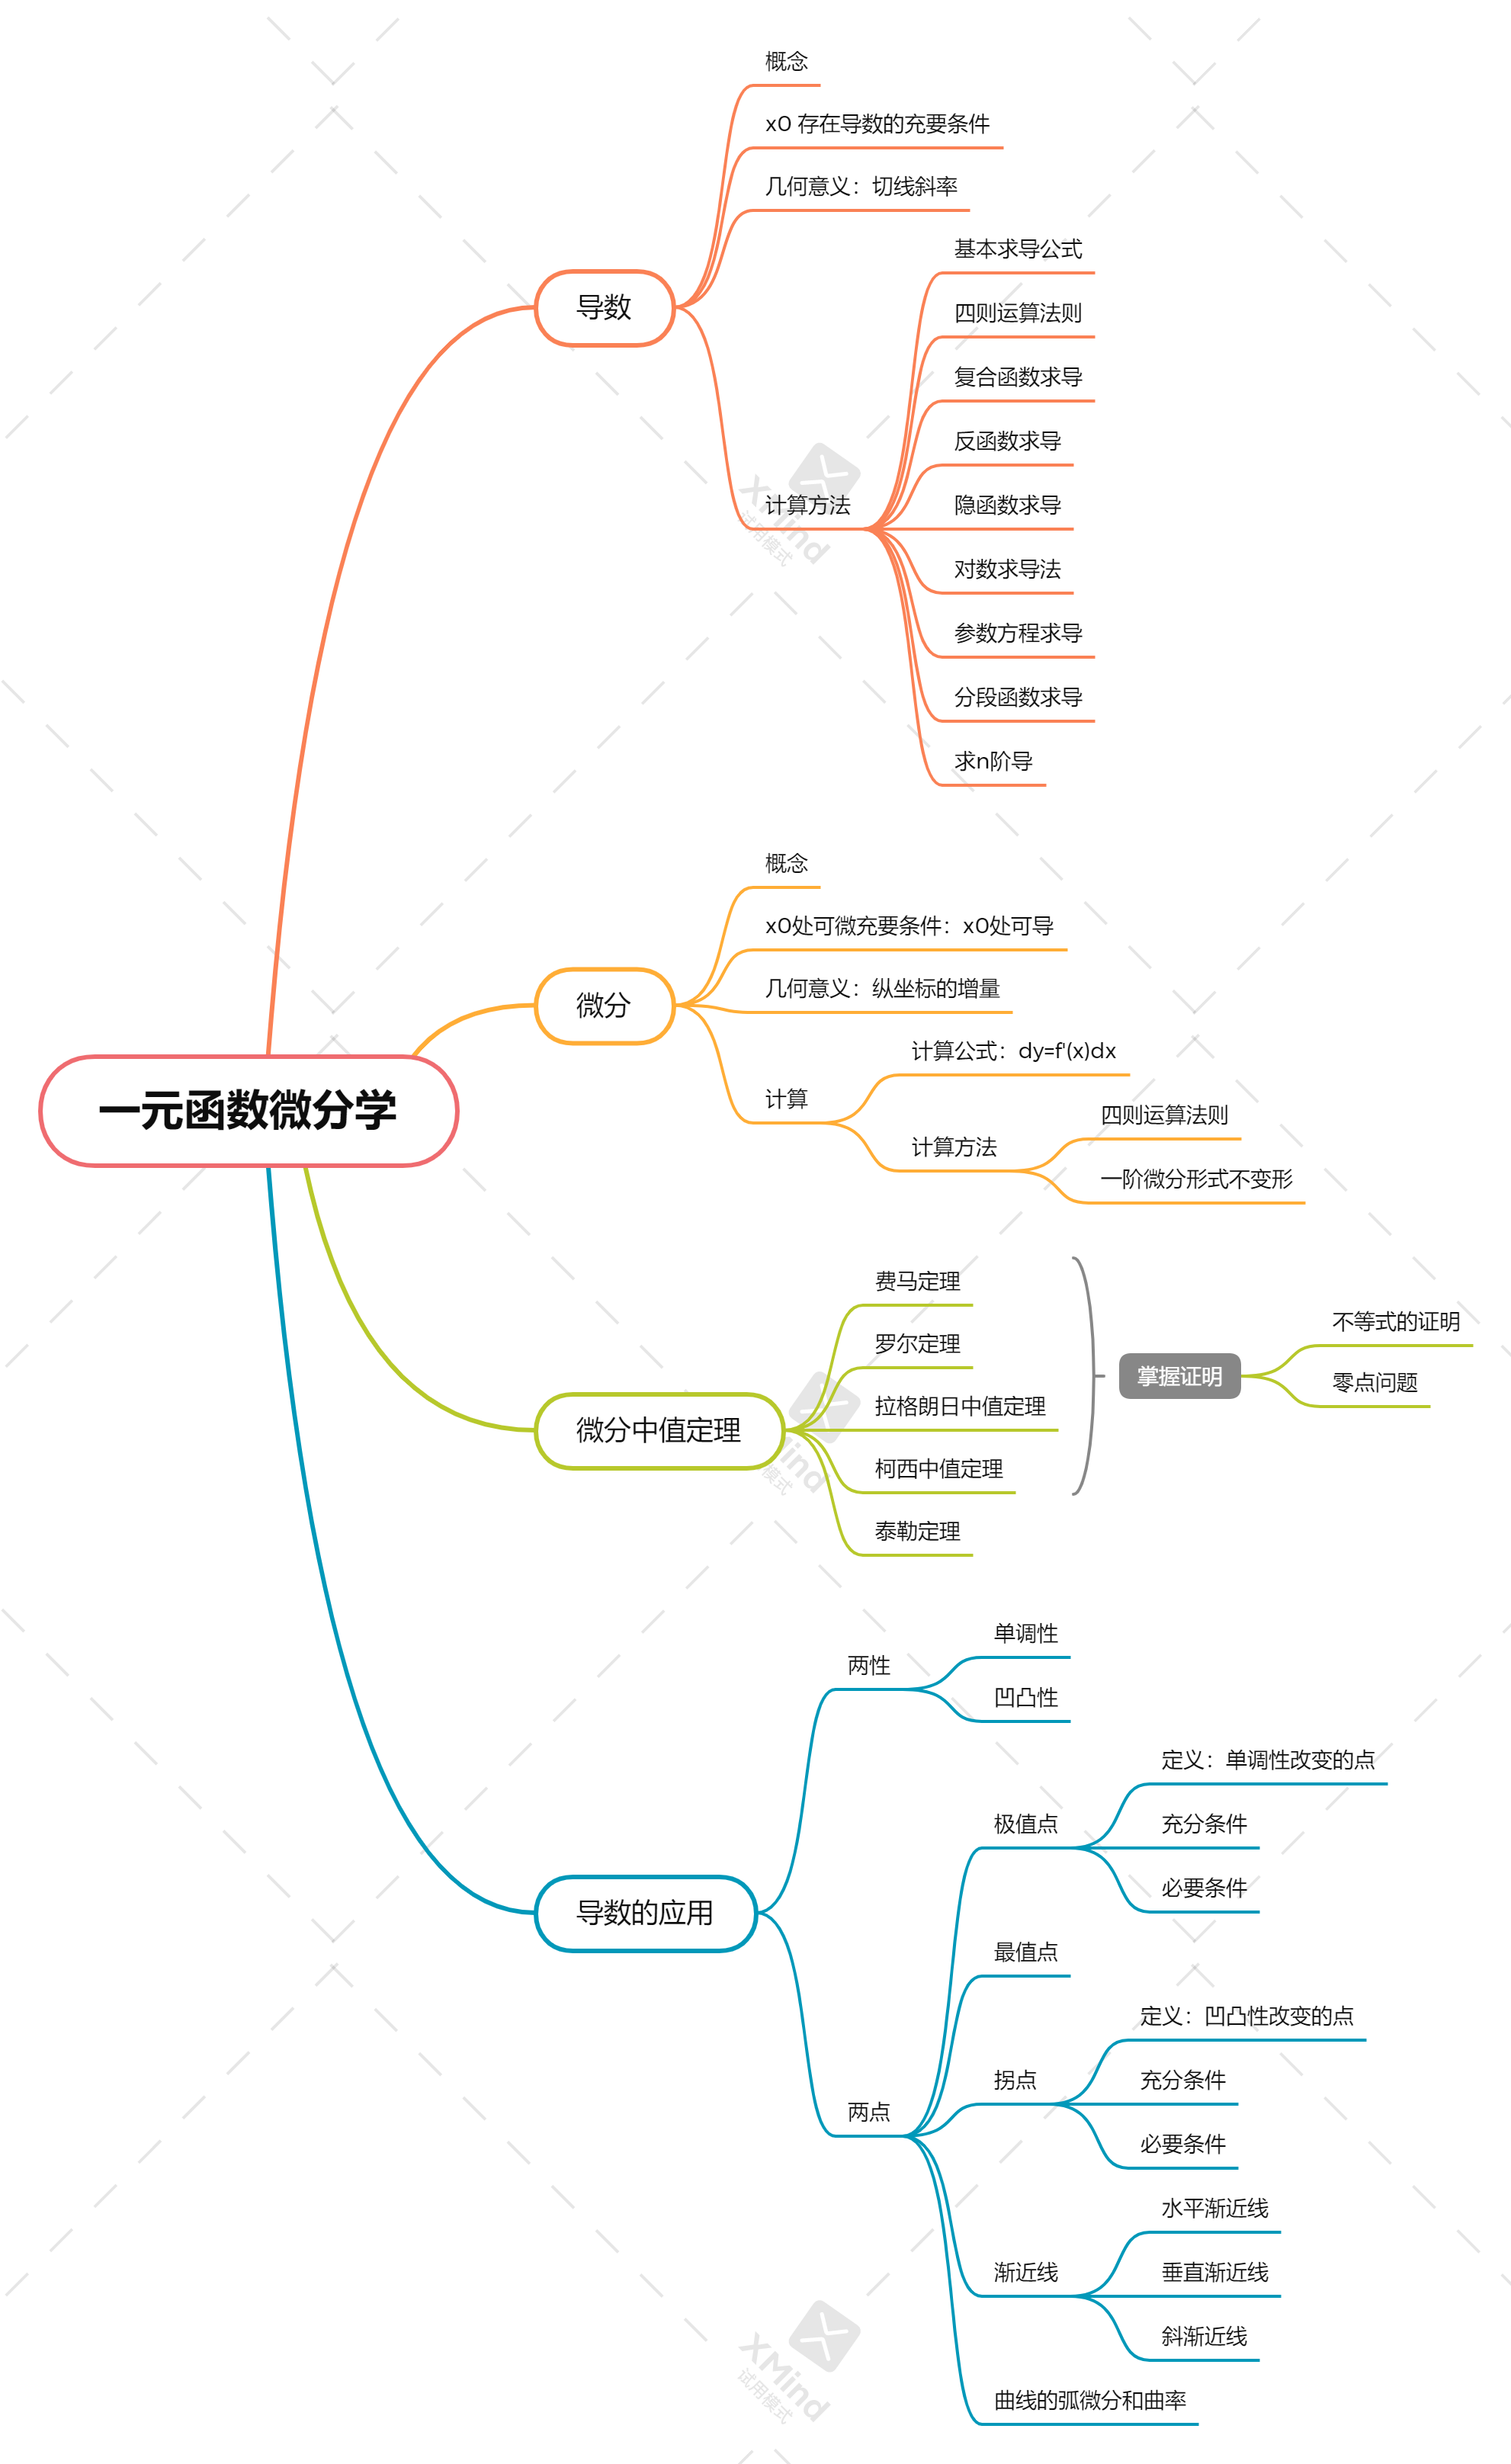 概念
x0 存在导数的充要条件
几何意义：切线斜率
基本求导公式
导数
四则运算法则
复合函数求导
反函数求导
计算方法
隐函数求导
对数求导法
参数方程求导
分段函数求导
求n阶导
概念
x0处可微充要条件：x0处可导
微分
几何意义：纵坐标的增量
计算公式：dy=f'(x)dx
计算
一元函数微分学
四则运算法则
计算方法
一阶微分形式不变形
费马定理
不等式的证明
罗尔定理
掌握证明
零点问题
拉格朗日中值定理
微分中值定理
柯西中值定理
泰勒定理
单调性
两性
凹凸性
定义：单调性改变的点
极值点
充分条件
必要条件
导数的应用
最值点
定义：凹凸性改变的点
拐点
充分条件
两点
必要条件
水平渐近线
渐近线
垂直渐近线
斜渐近线
曲线的弧微分和曲率
XMind
试用模式
XMind
试用模式
XMind
试用模式